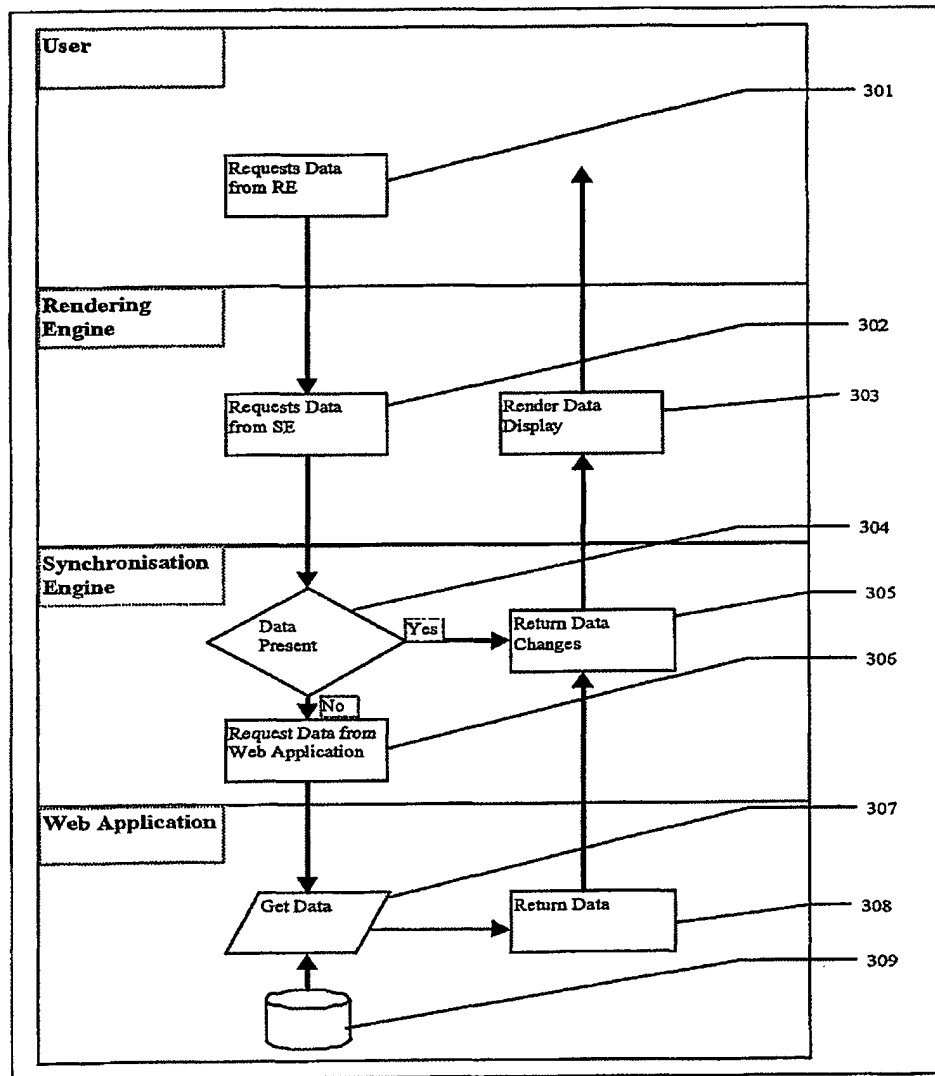 User
301
Requests Data
from RE
Rendering
Engine
302
Requests Data
from SE
Render Data
Display
303
304
Synchronisation
Engine
Data
Present
Yes
Return Data
Changes
305
306
No
Request Data from
Web Application
Web Application
307
Get Data
Return Data
308
309